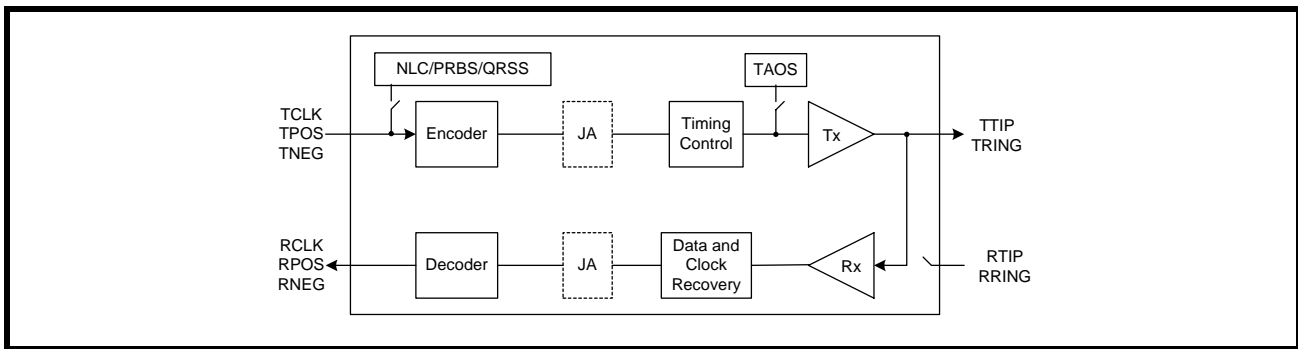 NLC/PRBS/QRSS
TAOS
TCLK
TPOS
TNEG
Encoder
JA
Timing
Control
Tx
TTIP
TRING
RCLK
RPOS
RNEG
Decoder
JA
Data and
Clock
Recovery
Rx
RTIP
RRING